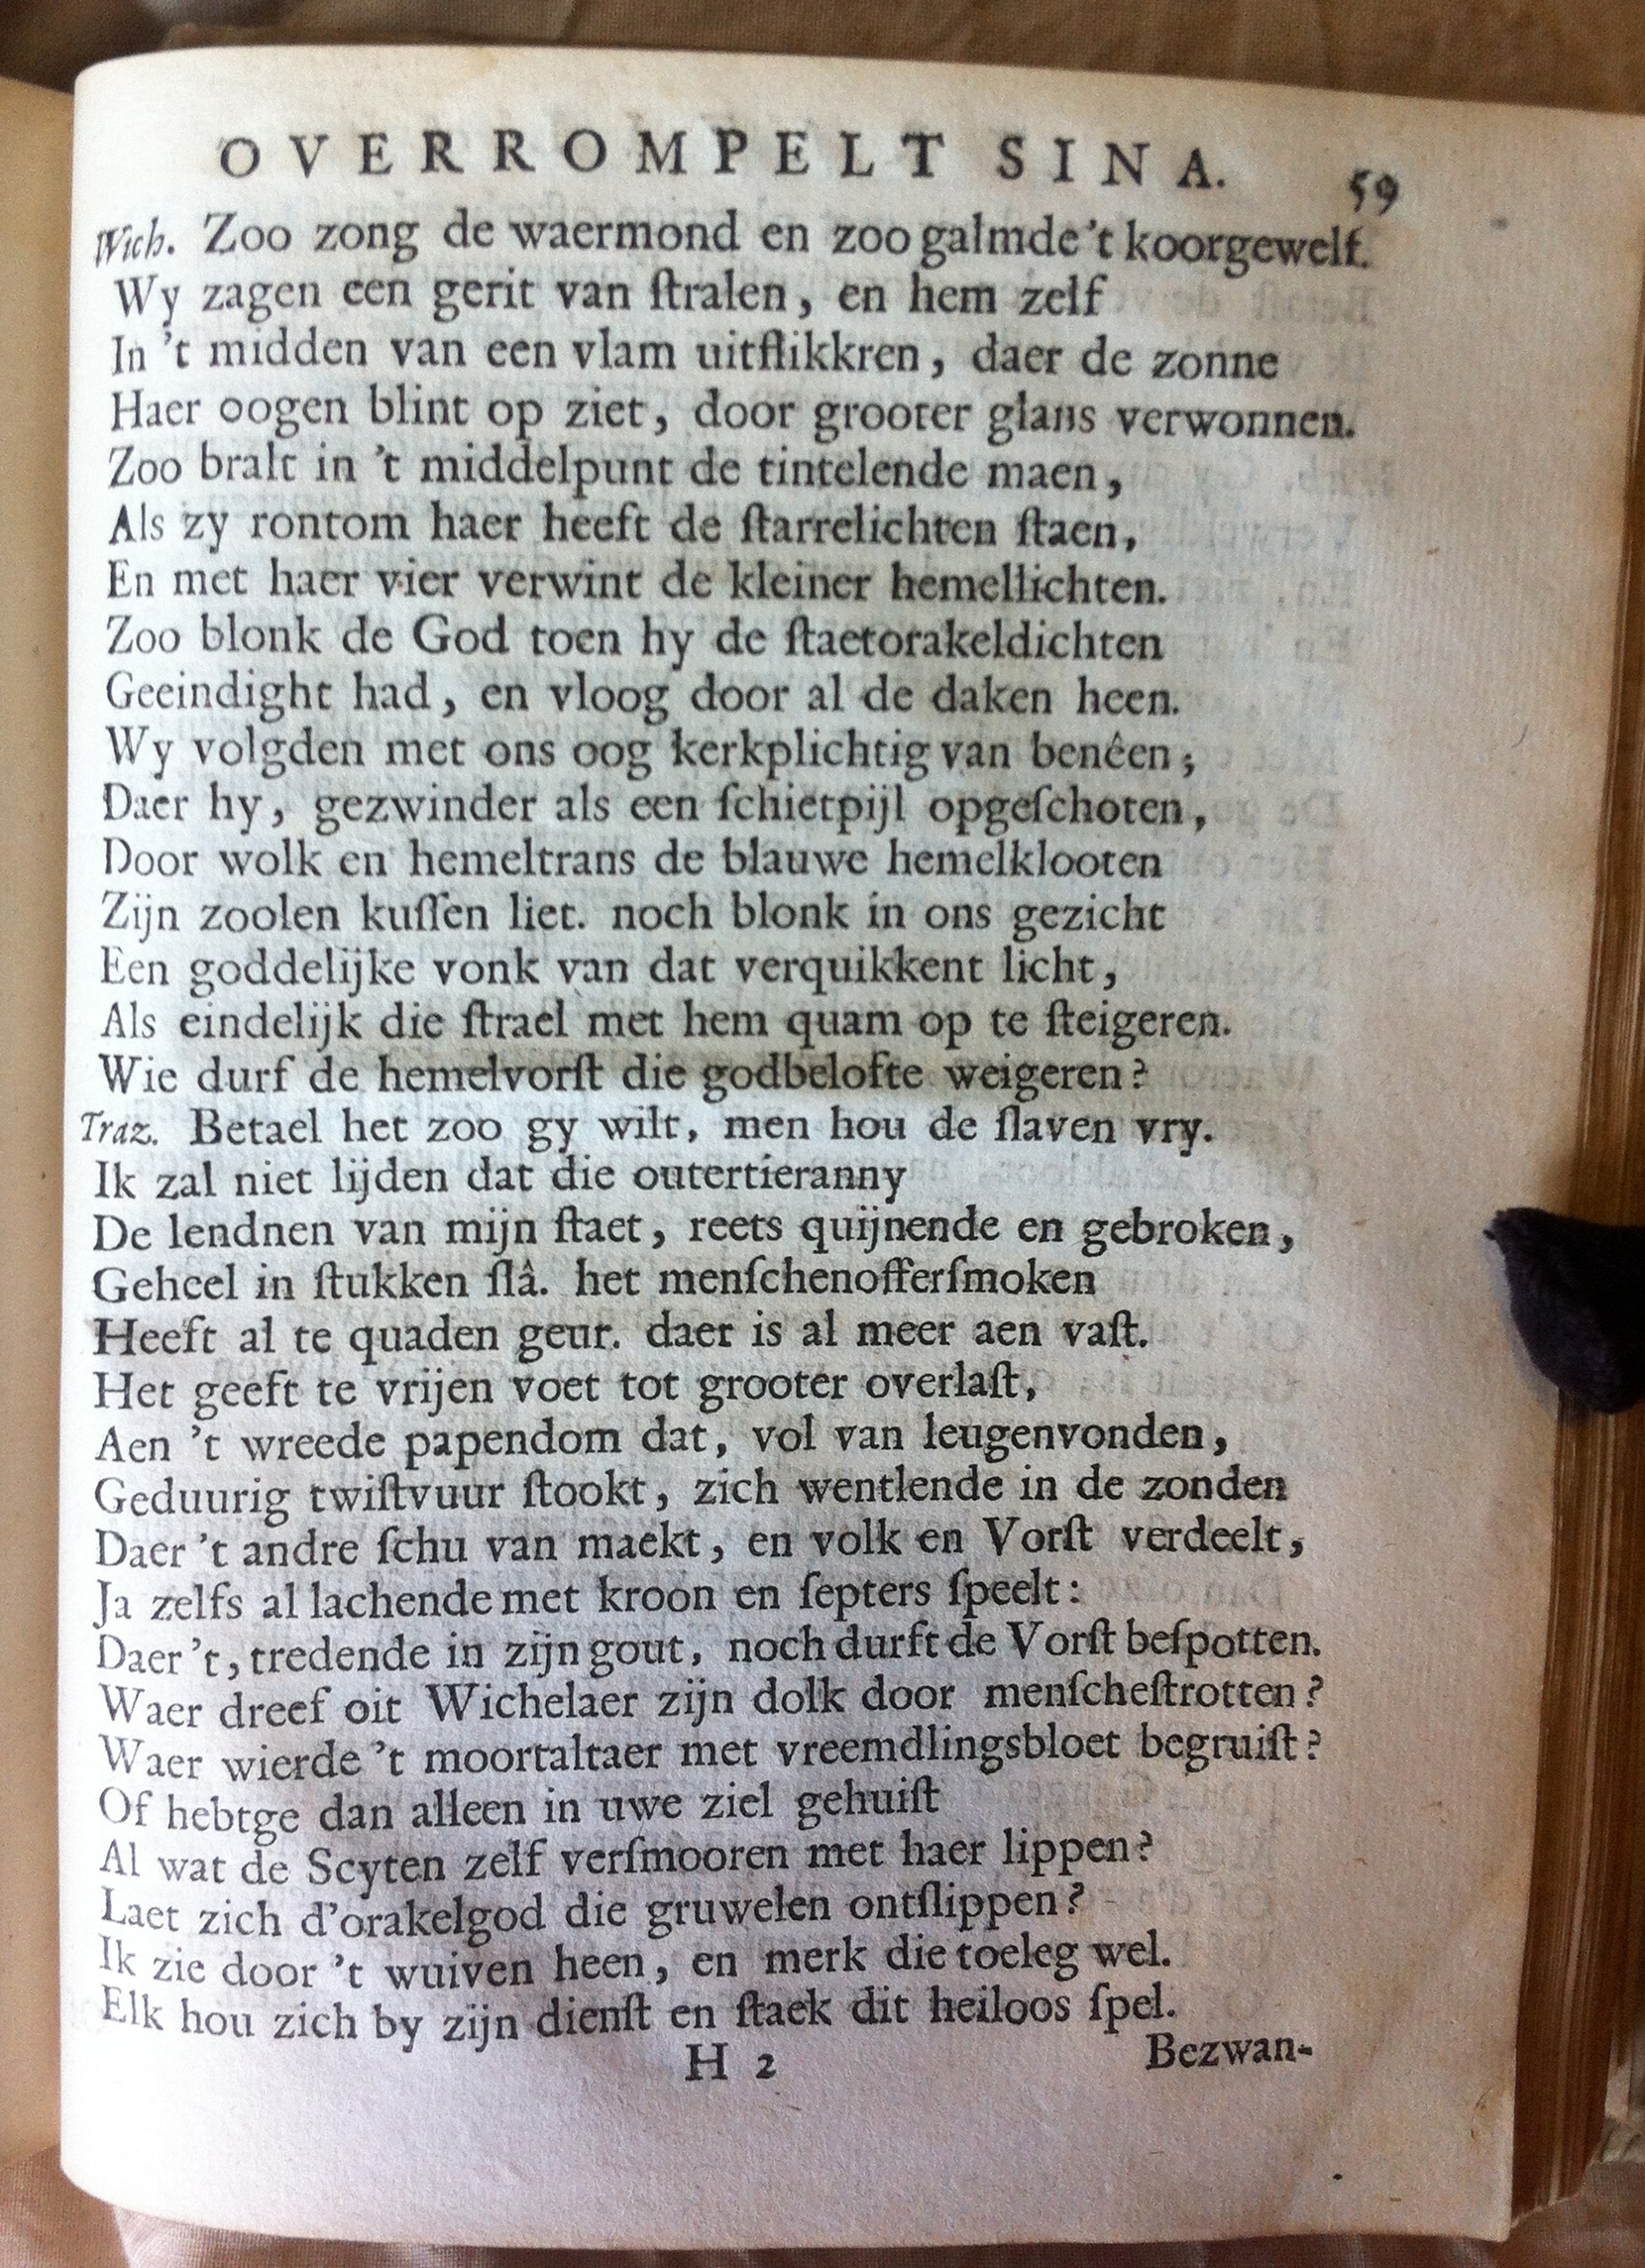 OVERROMPELT SINA. 59
Wich. Zoo zong de waermond en zoo galmde 't koorgewelf.
Wy zagen een gerit van ſtralen, en hem zelf
In 't midden van een vlam uitflikkren, daer de zonne
Haer oogen blint op ziet, door grooter glans verwonnen.
Zoo bralt in 't middelpunt de tintelende maen,
Als zy rontom haer heeft de ſtarrelichten ſtaen,
En met haer vier verwint de kleiner hemellichten.
Zoo blonk de God toen hy de ſtaetorakeldichten
Geeindight had, en vloog door al de daken heen.
Wy volgden met ons oog kerkplichtig van benêen;
Daer hy, gezwinder als een ſchietpijl opgeſchoten,
Door wolk en hemeltrans de blauwe hemelklooten
Zijn zoolen kuſſen liet. noch blonk in ons gezicht
Een goddelijke vonk van dat verquikkent licht,
Als eindelijk die ſtrael met hem quam op te ſteigeren.
Wie durf de hemelvorſt die godbelofte weigeren?
Traz. Betael het zoo gy wilt, men hou de ſlaven vry.
Ik zal niet lijden dat die outertieranny
De lendnen van mijn ſtaet, reets quijnende en gebroken,
Geheel in ſtukken ſlâ. het menſchenofferſmoken
Heeft al te quaden geur. daer is al meer aen vaſt.
Het geeft te vrijen voet tot grooter overlaſt,
Aen 't wreede papendom dat, vol van leugenvonden,
Geduurig twiſtvuur ſtookt, zich wentlende in de zonden
Daer 't andre ſchu van maekt, en volk en Vorſt verdeelt,
Ja zelfs al lachende met kroon en ſepters ſpeelt:
Daer 't, tredende in zijn gout, noch durft de Vorſt beſpotten.
Waer dreef oit Wichelaer zijn dolk door menſcheſtrotten?
Waer wierde 't moortaltaer met vreemdlingsbloet begruiſt?
Of hebtge dan alleen in uwe ziel gehuiſt
Al wat de Scyten zelf verſmooren met haer lippen?
Laet zich d'orakelgod die gruwelen ontſlippen?
Ik zie door 't wuiven heen, en merk die toeleg wel.
Elk hou zich by zijn dienſt en ſtaek dit heiloos ſpel.
H 2 Bezwan-